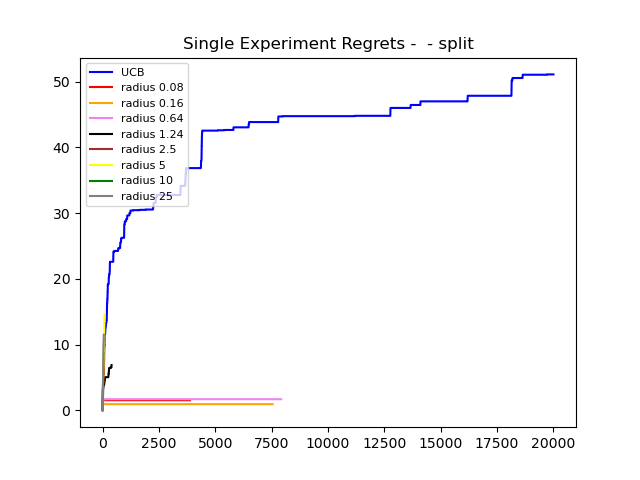 Single Experiment Regrets -  - split
UCB
radius 0.08
radius 0.16
radius 0.64
radius 1.24
radius 2.5
radius 5
radius 10
radius 25
50
40
30
20
10
0
0 2500 5000 7500 10000 12500 15000 17500 20000